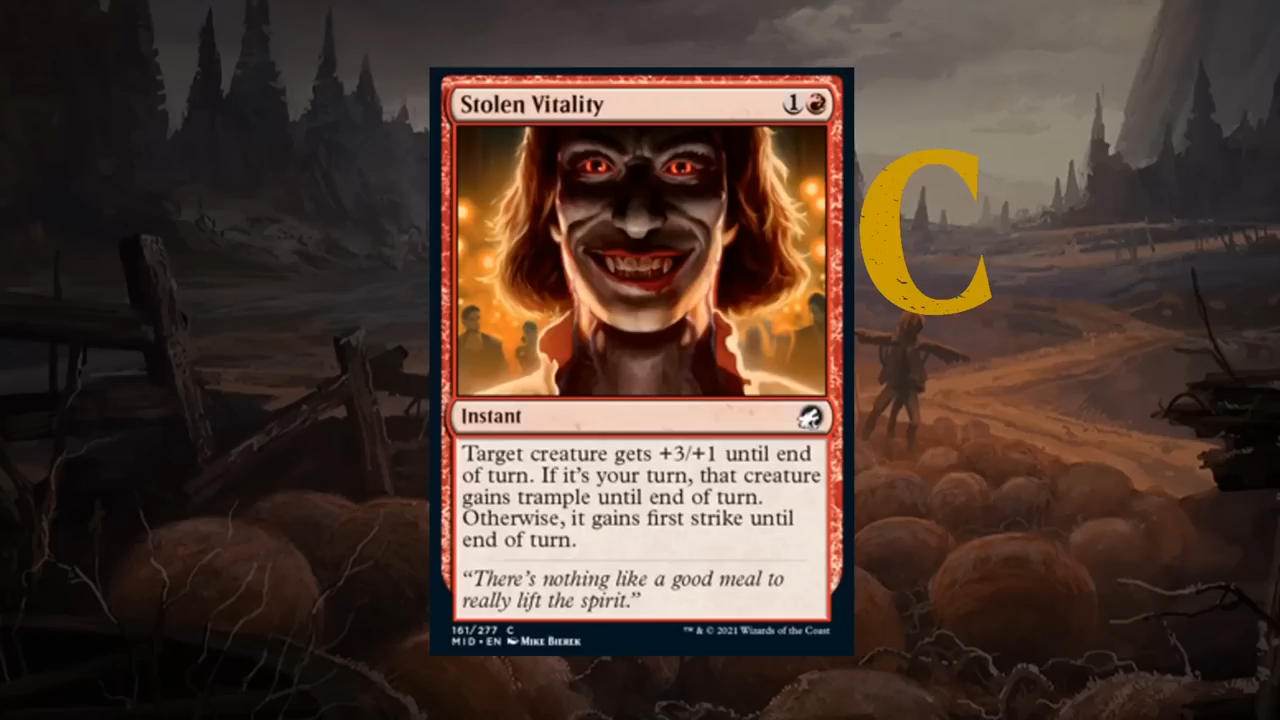 Stolen Vitality 1
C
Instant
Target creature gets +3/+1 until end
of turn. If it's your turn, that creature
gains trample until end of turn.
Otherwise, it gains first strike until
end of turn.
“There's nothing like a good meal to
really lift the spirit.”
161/277 C
™ & © 2021 Wizards of the Coast
MID • EN Mike Bierek